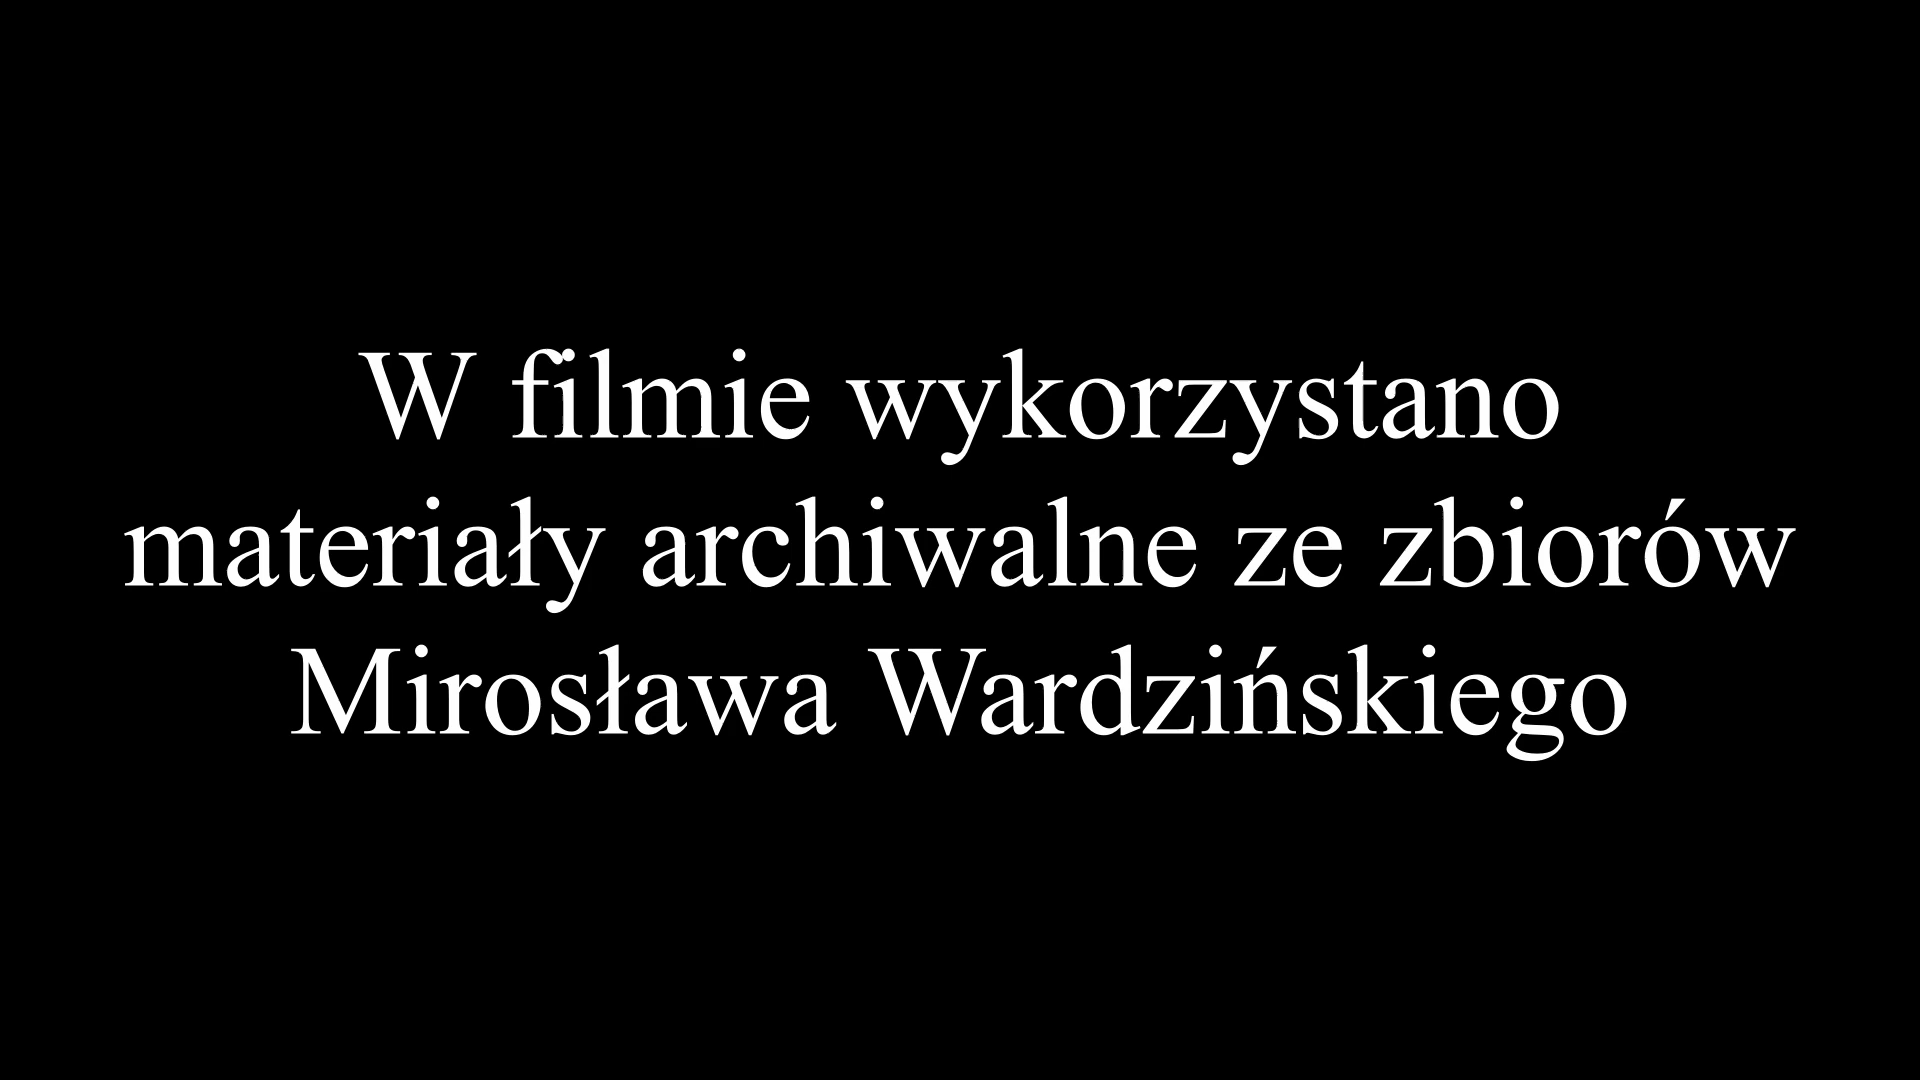 W filmie wykorzystano
materiały archiwalne ze zbiorów
Mirosława Wardzińskiego